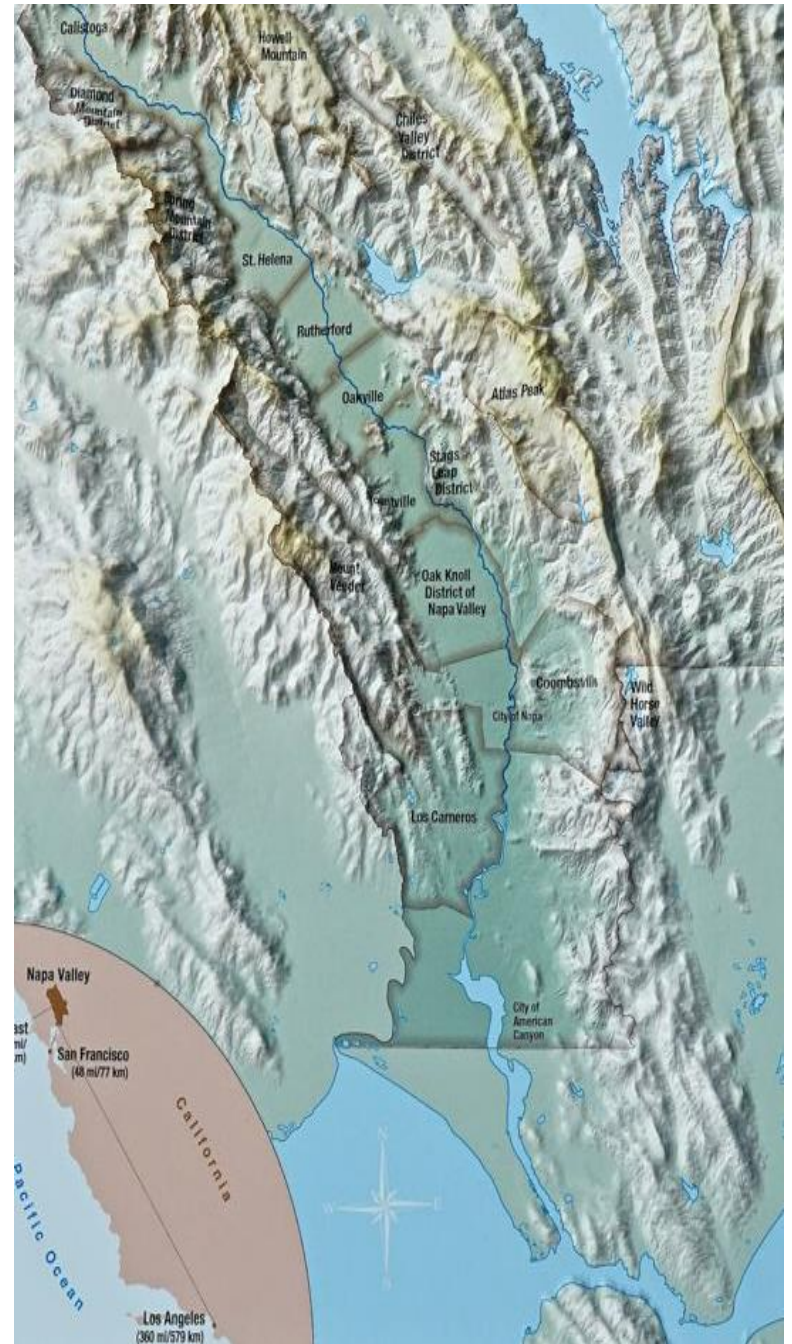 Calistoga
Howell
Mountain
Diamond
Mountain
District
Chiles
Valley
District
Spring
Mountain
District
St. Helena
Rutherford
Oakville
Atlas Peak
Stags
Leap
District
Yountville
Mount
Veeder
Oak Knoll
District of
Napa Valley
Coombsville
Wild
Horse
Valley
City of Napa
Los Carneros
City of
American
Canyon
Napa Valley
ast
mi/
m)
San Francisco
(48 mi/77 km)
California
Pacific Ocean
Los Angeles
(360 mi/579 km)
N
W
E
S